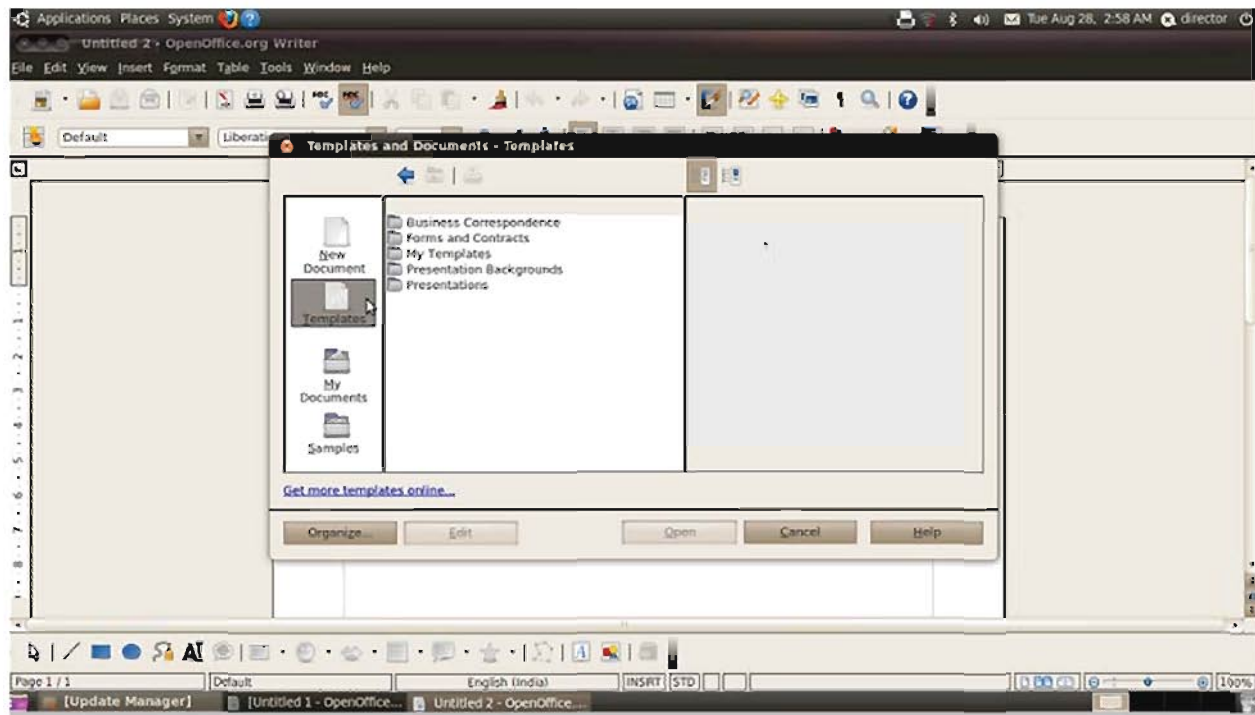 Applications Places System
Tue Aug 28, 2:58 AM director
Untitled 2 - OpenOffice.org Writer
File Edit View Insert Format Table Tools Window Help
Default
Liberati
Templates and Documents - Templates
New Document
Templates
My Documents
Samples
Business Correspondence
Forms and Contracts
My Templates
Presentation Backgrounds
Presentations
Get more templates online...
Organize... Edit Open Cancel Help
Page 1 / 1 Default English (India) INSRT STD 100%
[Update Manager] [Untitled 1 - OpenOffice... Untitled 2 - OpenOffice...